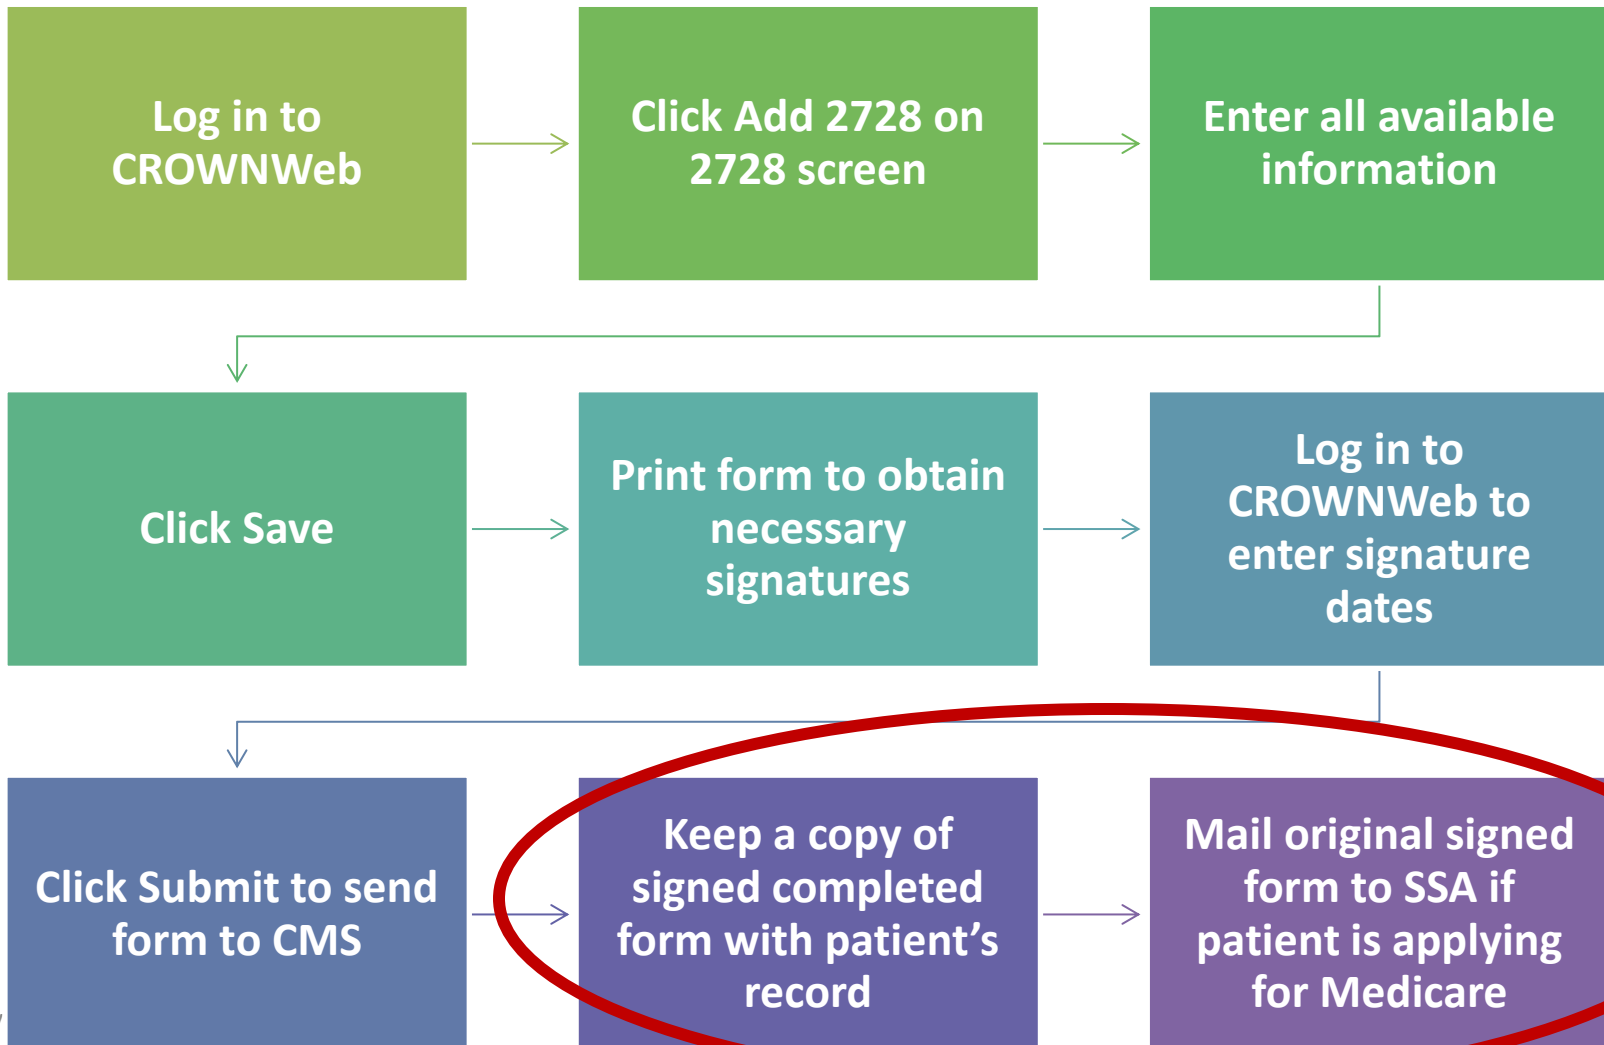 Log in to
CROWNWeb
Click Add 2728 on
2728 screen
Enter all available
information
Click Save
Print form to obtain
necessary
signatures
Log in to
CROWNWeb to
enter signature
dates
Click Submit to send
form to CMS
Keep a copy of
signed completed
form with patient’s
record
Mail original signed
form to SSA if
patient is applying
for Medicare